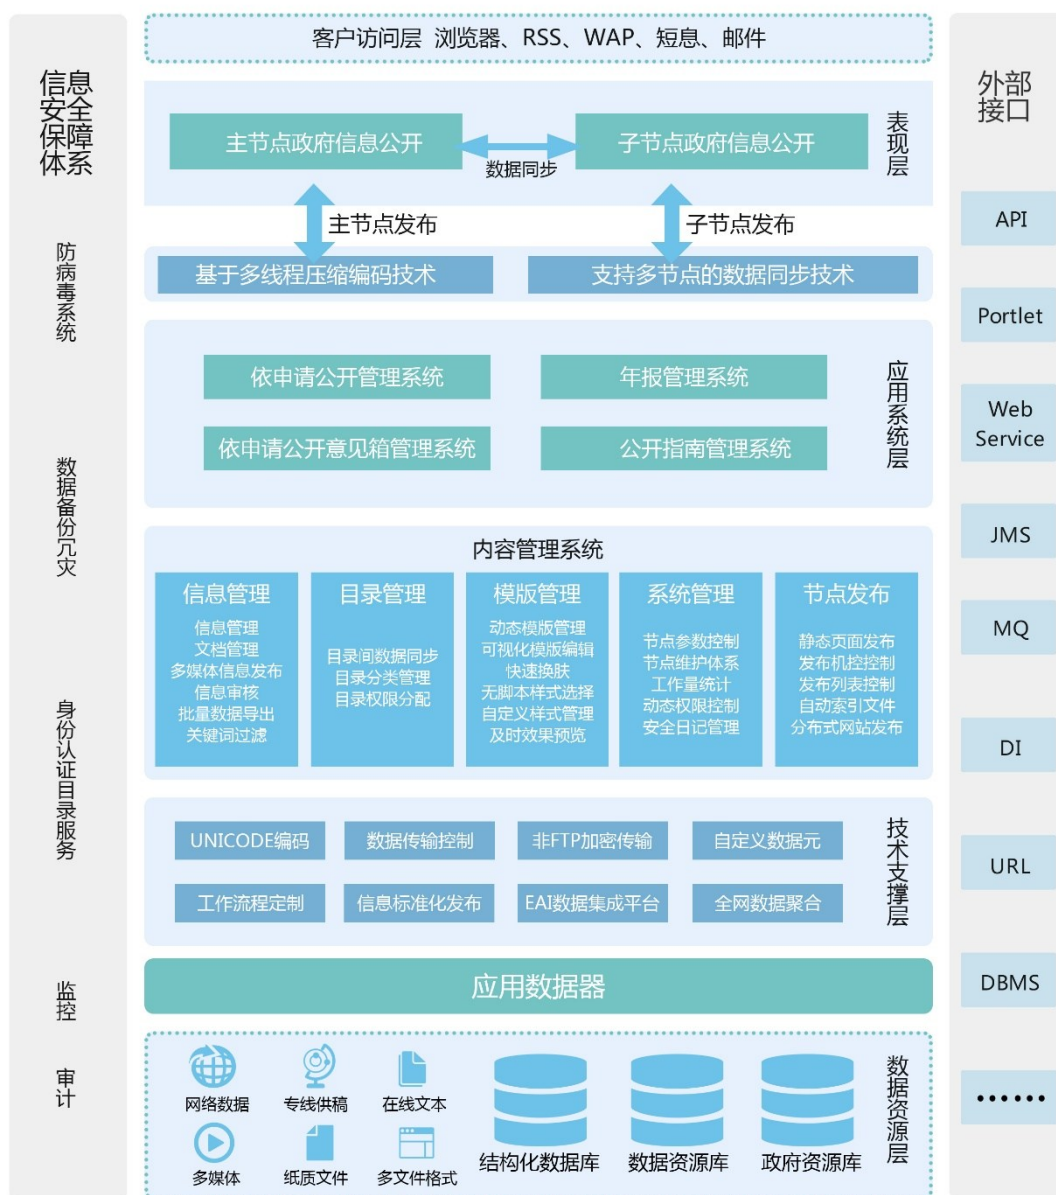 客户访问层 浏览器、RSS、WAP、短息、邮件
信息
安全
保障
体系
防病毒系统
数据备份冗灾
身份认证目录服务
监控
审计
表现层
主节点政府信息公开
子节点政府信息公开
数据同步
主节点发布
子节点发布
基于多线程压缩编码技术
支持多节点的数据同步技术
应用系统层
依申请公开管理系统
年报管理系统
依申请公开意见箱管理系统
公开指南管理系统
内容管理系统
信息管理
信息管理
文档管理
多媒体信息发布
信息审核
批量数据导出
关键词过滤
目录管理
目录间数据同步
目录分类管理
目录权限分配
模版管理
动态模版管理
可视化模版编辑
快速换肤
无脚本样式选择
自定义样式管理
及时效果预览
系统管理
节点参数控制
节点维护体系
工作量统计
动态权限控制
安全日记管理
节点发布
静态页面发布
发布机控控制
发布列表控制
自动索引文件
分布式网站发布
技术支撑层
UNICODE编码
数据传输控制
非FTP加密传输
自定义数据元
工作流程定制
信息标准化发布
EAI数据集成平台
全网数据聚合
应用数据器
数据资源层
网络数据
专线供稿
在线文本
多媒体
纸质文件
多文件格式
结构化数据库
数据资源库
政府资源库
外部
接口
API
Portlet
Web
Service
JMS
MQ
DI
URL
DBMS
••••••